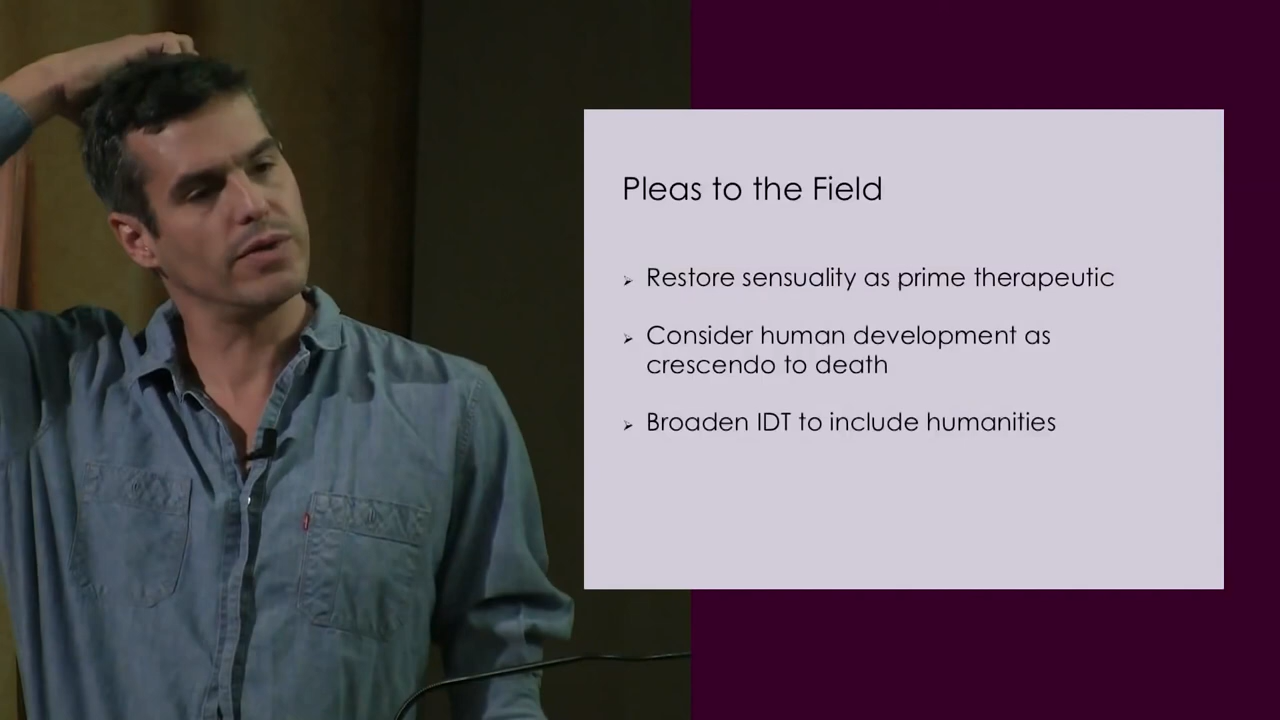 Pleas to the Field
Restore sensuality as prime therapeutic
Consider human development as
crescendo to death
Broaden IDT to include humanities